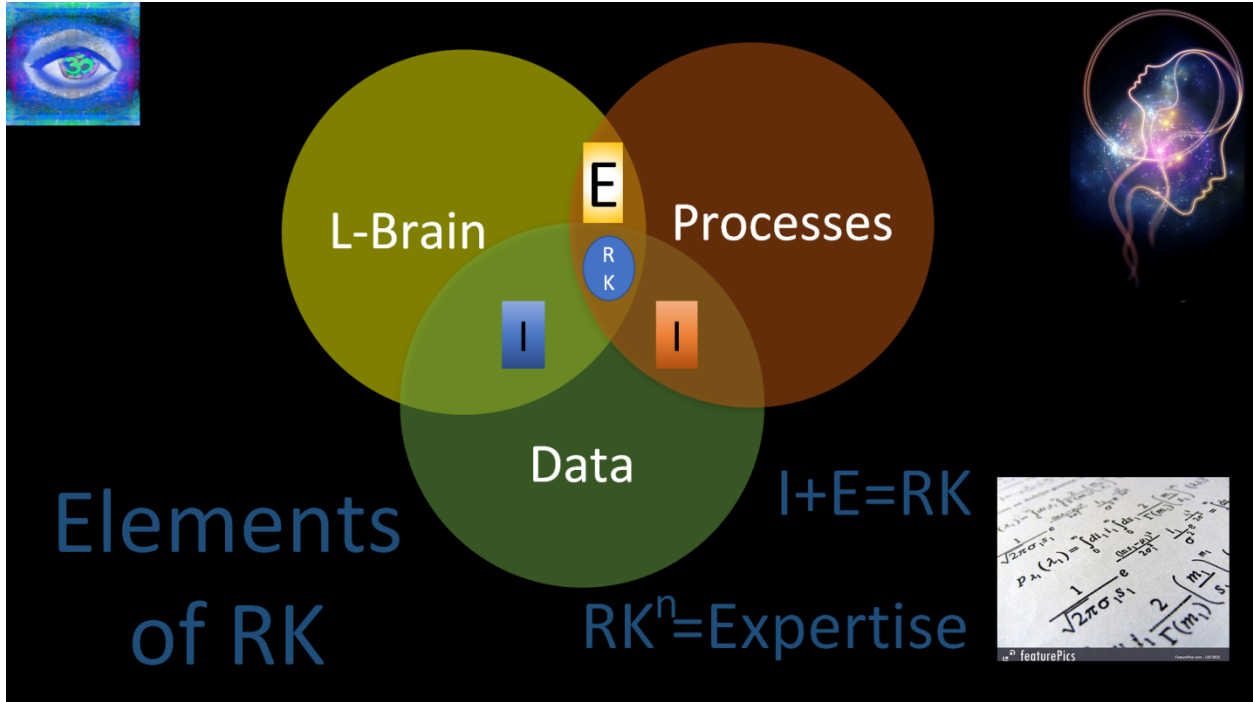 ॐ
E
L-Brain
Processes
R
K
I
I
Data
I+E=RK
Elements
of RK
RKⁿ=Expertise
featurePics